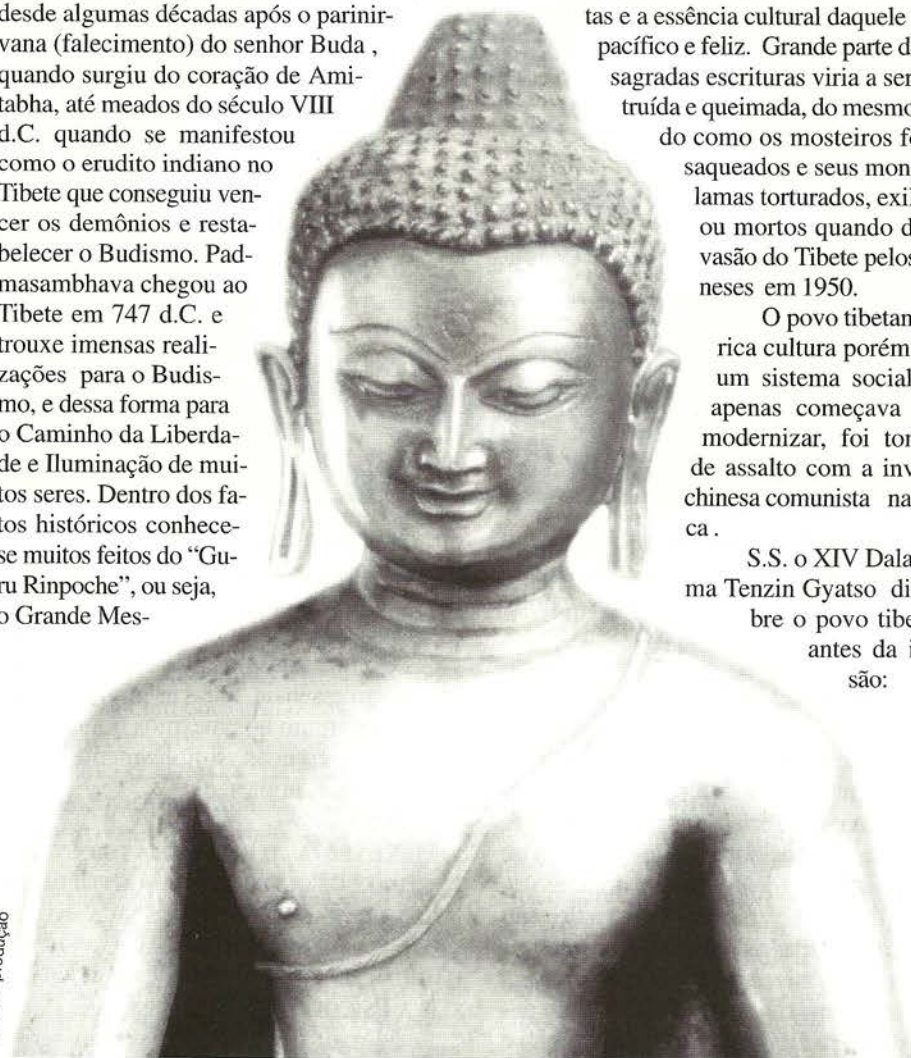 desde algumas décadas após o parinir-
vana (falecimento) do senhor Buda ,
quando surgiu do coração de Ami-
tabha, até meados do século VIII
d.C. quando se manifestou
como o erudito indiano no
Tibete que conseguiu ven-
cer os demônios e resta-
belecer o Budismo. Pad-
masambhava chegou ao
Tibete em 747 d.C. e
trouxe imensas reali-
zações para o Budis-
mo, e dessa forma para
o Caminho da Liberda-
de e Iluminação de mui-
tos seres. Dentro dos fa-
tos históricos conhece-
se muitos feitos do “Gu-
ru Rinpoche”, ou seja,
o Grande Mes-
tas e a essência cultural daquele
pacífico e feliz. Grande parte d
sagradas escrituras viria a ser
truída e queimada, do mesmo
do como os mosteiros fo
saqueados e seus mon
lamas torturados, exil
ou mortos quando d
vasão do Tibete pelos
neses em 1950.
O povo tibetan
rica cultura porém
um sistema social
apenas começava
modernizar, foi tor
de assalto com a inv
chinesa comunista na
ca .
S.S. o XIV Dala
ma Tenzin Gyatso di
bre o povo tibe
antes da i
são:
produção